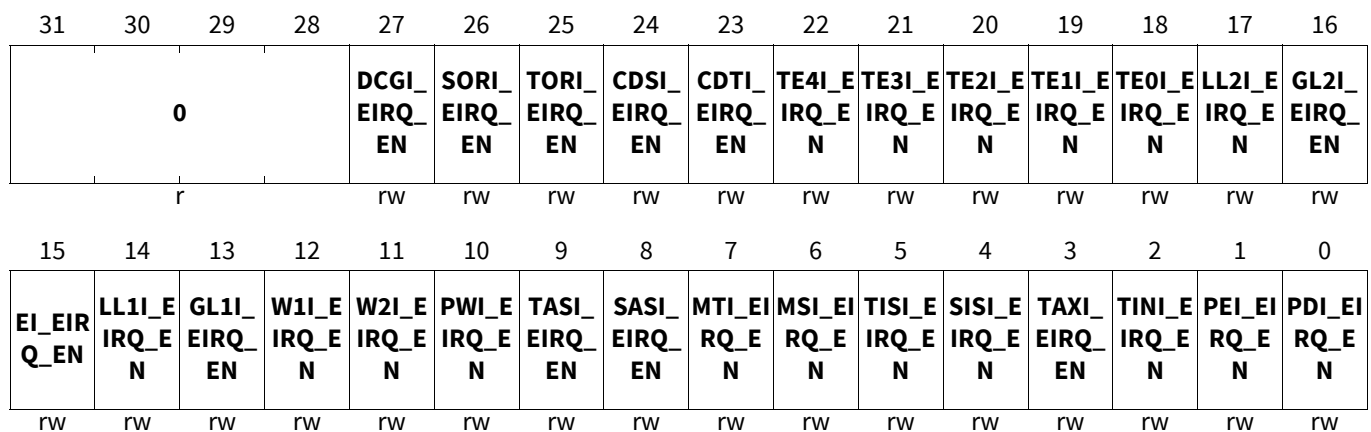 31 30 29 28 27 26 25 24 23 22 21 20 19 18 17 16
0 DCGI_ SORI_ TORI_ CDSI_ CDTI_ TE4I_E TE3I_E TE2I_E TE1I_E TE0I_E LL2I_E GL2I_
EIRQ_ EIRQ_ EIRQ_ EIRQ_ EIRQ_ IRQ_E IRQ_E IRQ_E IRQ_E IRQ_E IRQ_E EIRQ_
EN EN EN EN EN N N N N N N EN
r rw rw rw rw rw rw rw rw rw rw rw rw
15 14 13 12 11 10 9 8 7 6 5 4 3 2 1 0
EI_EIR LL1I_E GL1I_ W1I_E W2I_E PWI_E TASI_ SASI_ MTI_EI MSI_EI TISI_E SISI_E TAXI_ TINI_E PEI_EI PDI_EI
Q_EN IRQ_E EIRQ_ IRQ_E IRQ_E IRQ_E EIRQ_ EIRQ_ RQ_E RQ_E IRQ_E IRQ_E EIRQ_ IRQ_E RQ_E RQ_E
N EN N N N EN EN N N N N EN N N N
rw rw rw rw rw rw rw rw rw rw rw rw rw rw rw rw